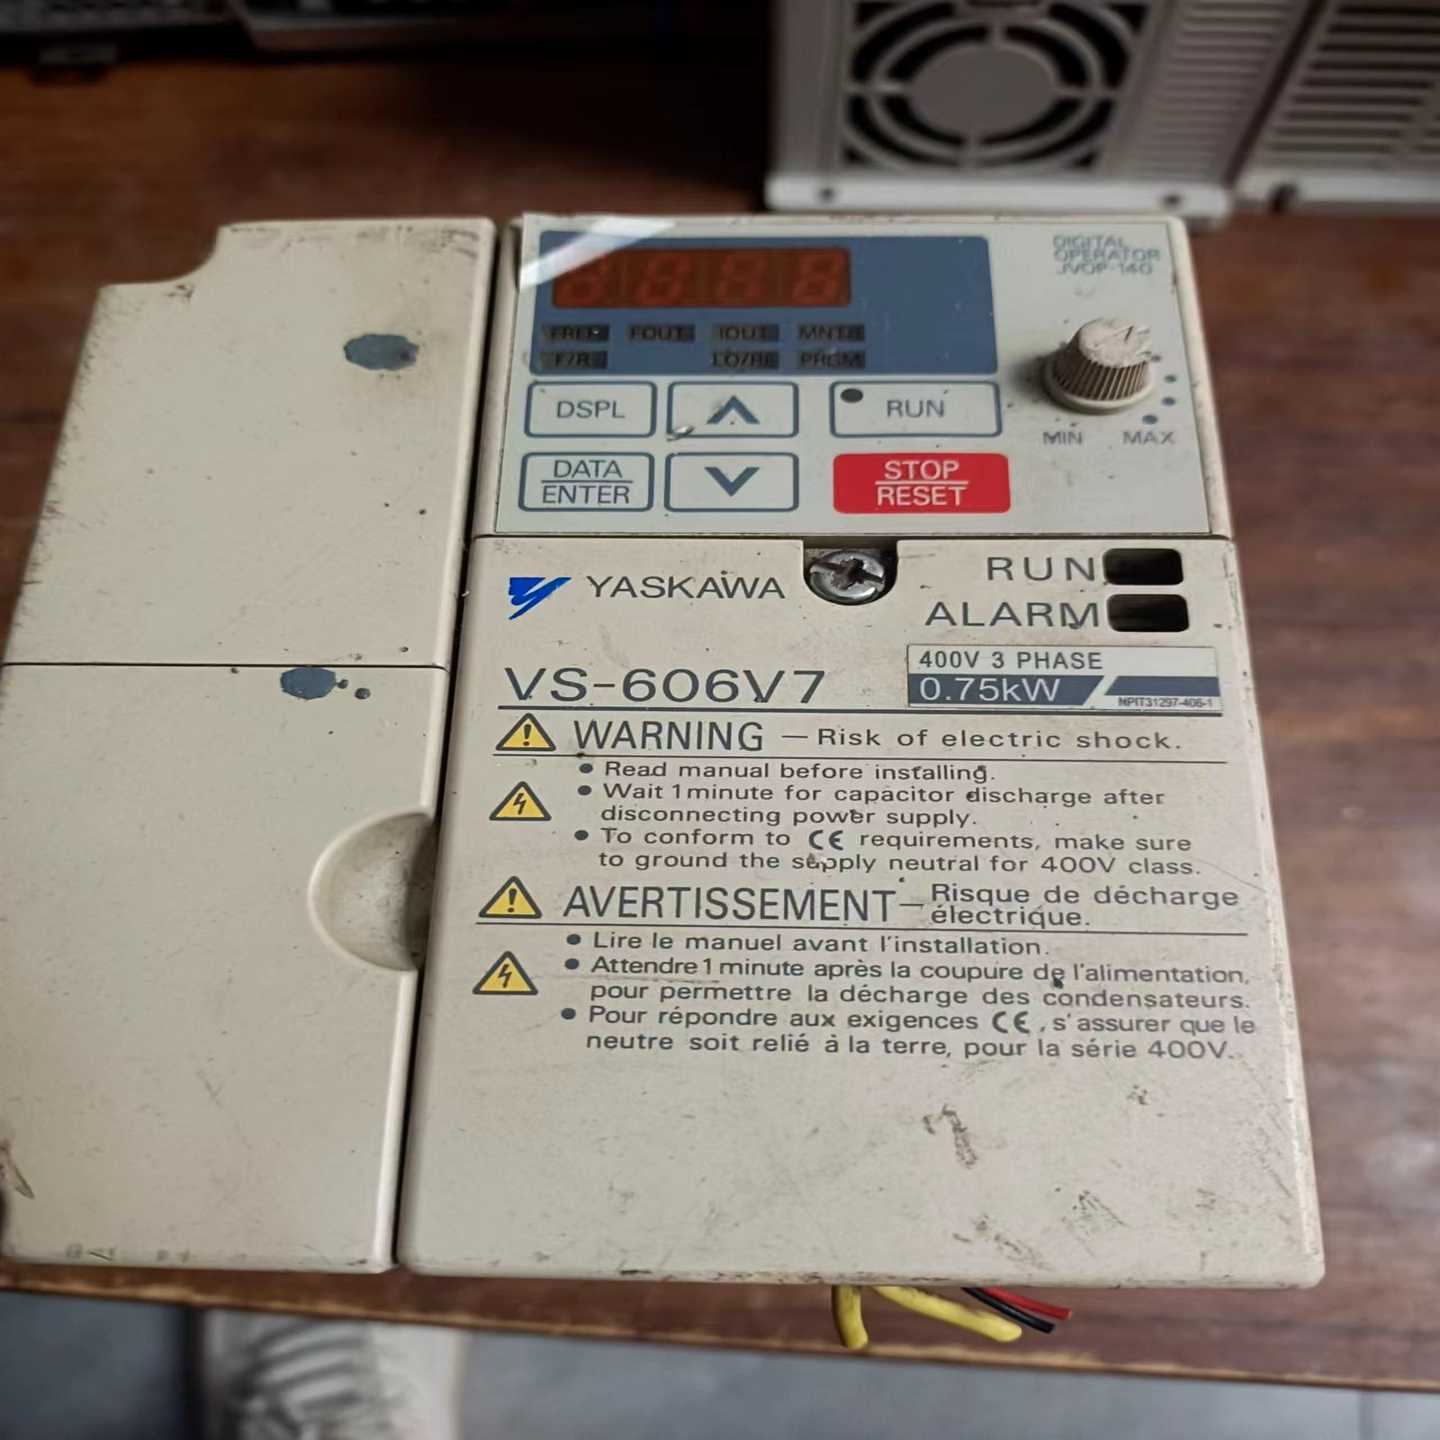 DIGITAL
OPERATOR
JVOP-140
8888
FREF FOUT IOUT MNTR
F/R LO/RE PRGM
DSPL RUN
MIN MAX
DATA
ENTER
STOP
RESET
YASKAWA
RUN
ALARM
VS-606V7
400V 3 PHASE
0.75kW
NPIT31297-406-1
WARNING — Risk of electric shock.
• Read manual before installing.
• Wait 1 minute for capacitor discharge after
disconnecting power supply.
• To conform to CE requirements, make sure
to ground the supply neutral for 400V class.
AVERTISSEMENT — Risque de décharge
électrique.
• Lire le manuel avant l'installation.
• Attendre 1 minute après la coupure de l'alimentation,
pour permettre la décharge des condensateurs.
• Pour répondre aux exigences CE, s'assurer que le
neutre soit relié à la terre, pour la série 400V.